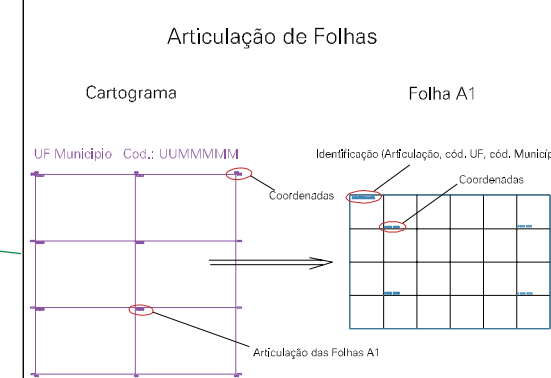 Articulação de Folhas
Cartograma
Folha A1
UF Municipio Cod.: UUMMMMM
Identificação (Articulação, cód. UF, cód. Municíp
Coordenadas
Coordenadas
Articulação das Folhas A1